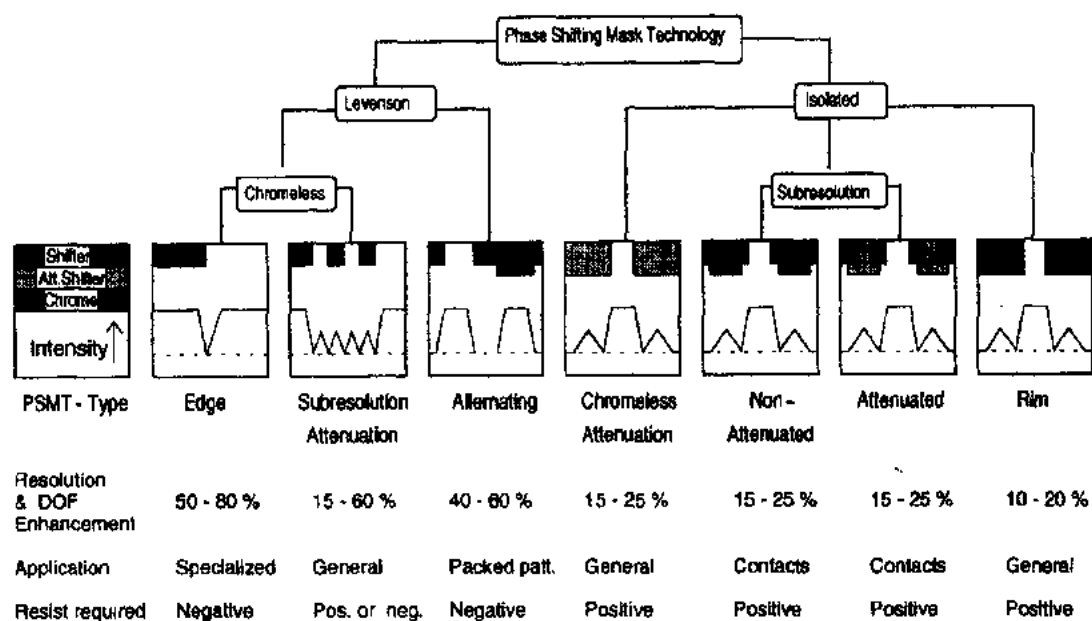 Phase Shifting Mask Technology
Levenson
Isolated
Chromeless
Subresolution
Shifter
Att. Shifter
Chrome
Intensity
PSMT - Type
Edge
Subresolution
Attenuation
Alternating
Chromeless
Attenuation
Non -
Attenuated
Attenuated
Rim
Resolution
& DOF
Enhancement
50 - 80 %
15 - 60 %
40 - 60 %
15 - 25 %
15 - 25 %
15 - 25 %
10 - 20 %
Application
Specialized
General
Packed patt.
General
Contacts
Contacts
General
Resist required
Negative
Pos. or neg.
Negative
Positive
Positive
Positive
Positive